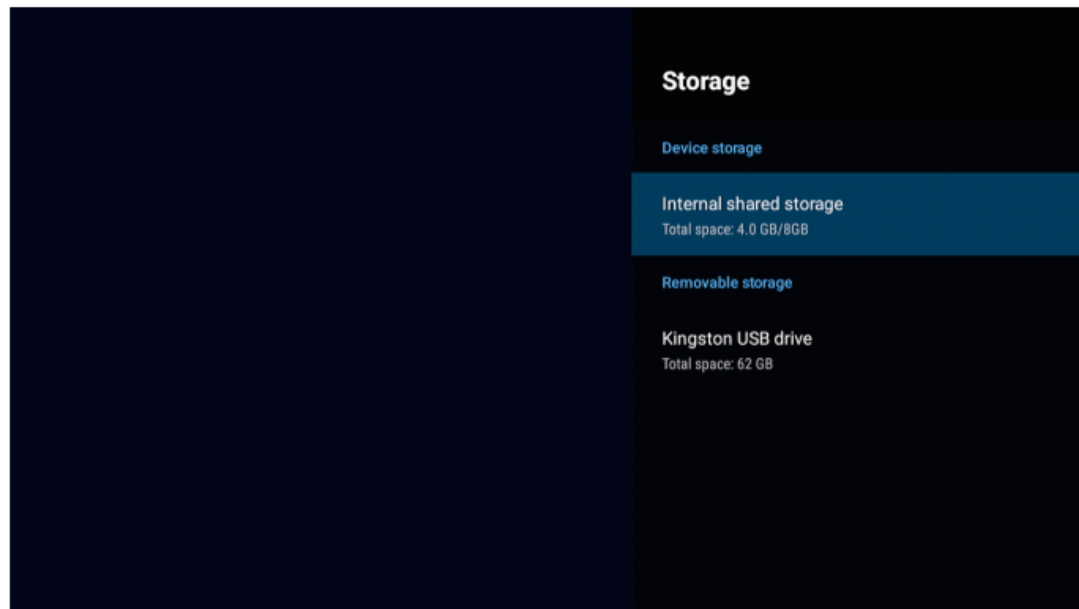 Storage
Device storage
Internal shared storage
Total space: 4.0 GB/8GB
Removable storage
Kingston USB drive
Total space: 62 GB